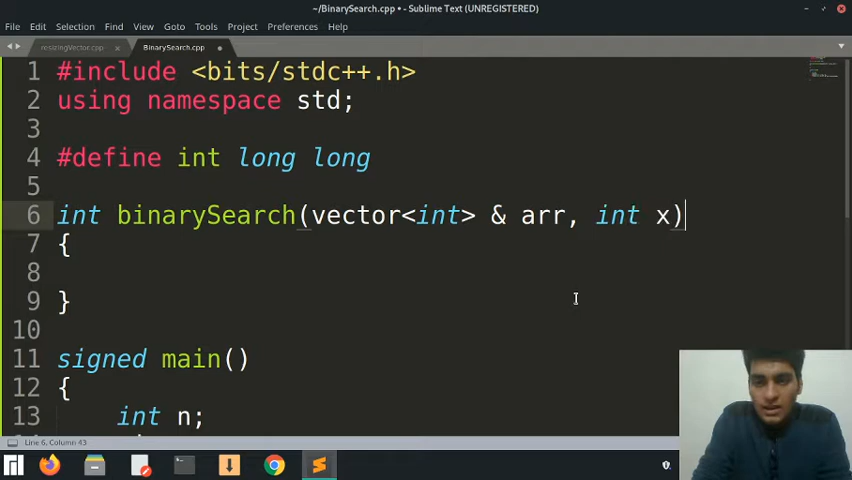 ~/BinarySearch.cpp • - Sublime Text (UNREGISTERED)
File Edit Selection Find View Goto Tools Project Preferences Help
resizingVector.cpp × BinarySearch.cpp
1 #include <bits/stdc++.h>
2 using namespace std;
3
4 #define int long long
5
6 int binarySearch(vector<int> & arr, int x)
7 {
8
9 }
10
11 signed main()
12 {
13 int n;
Line 6, Column 43